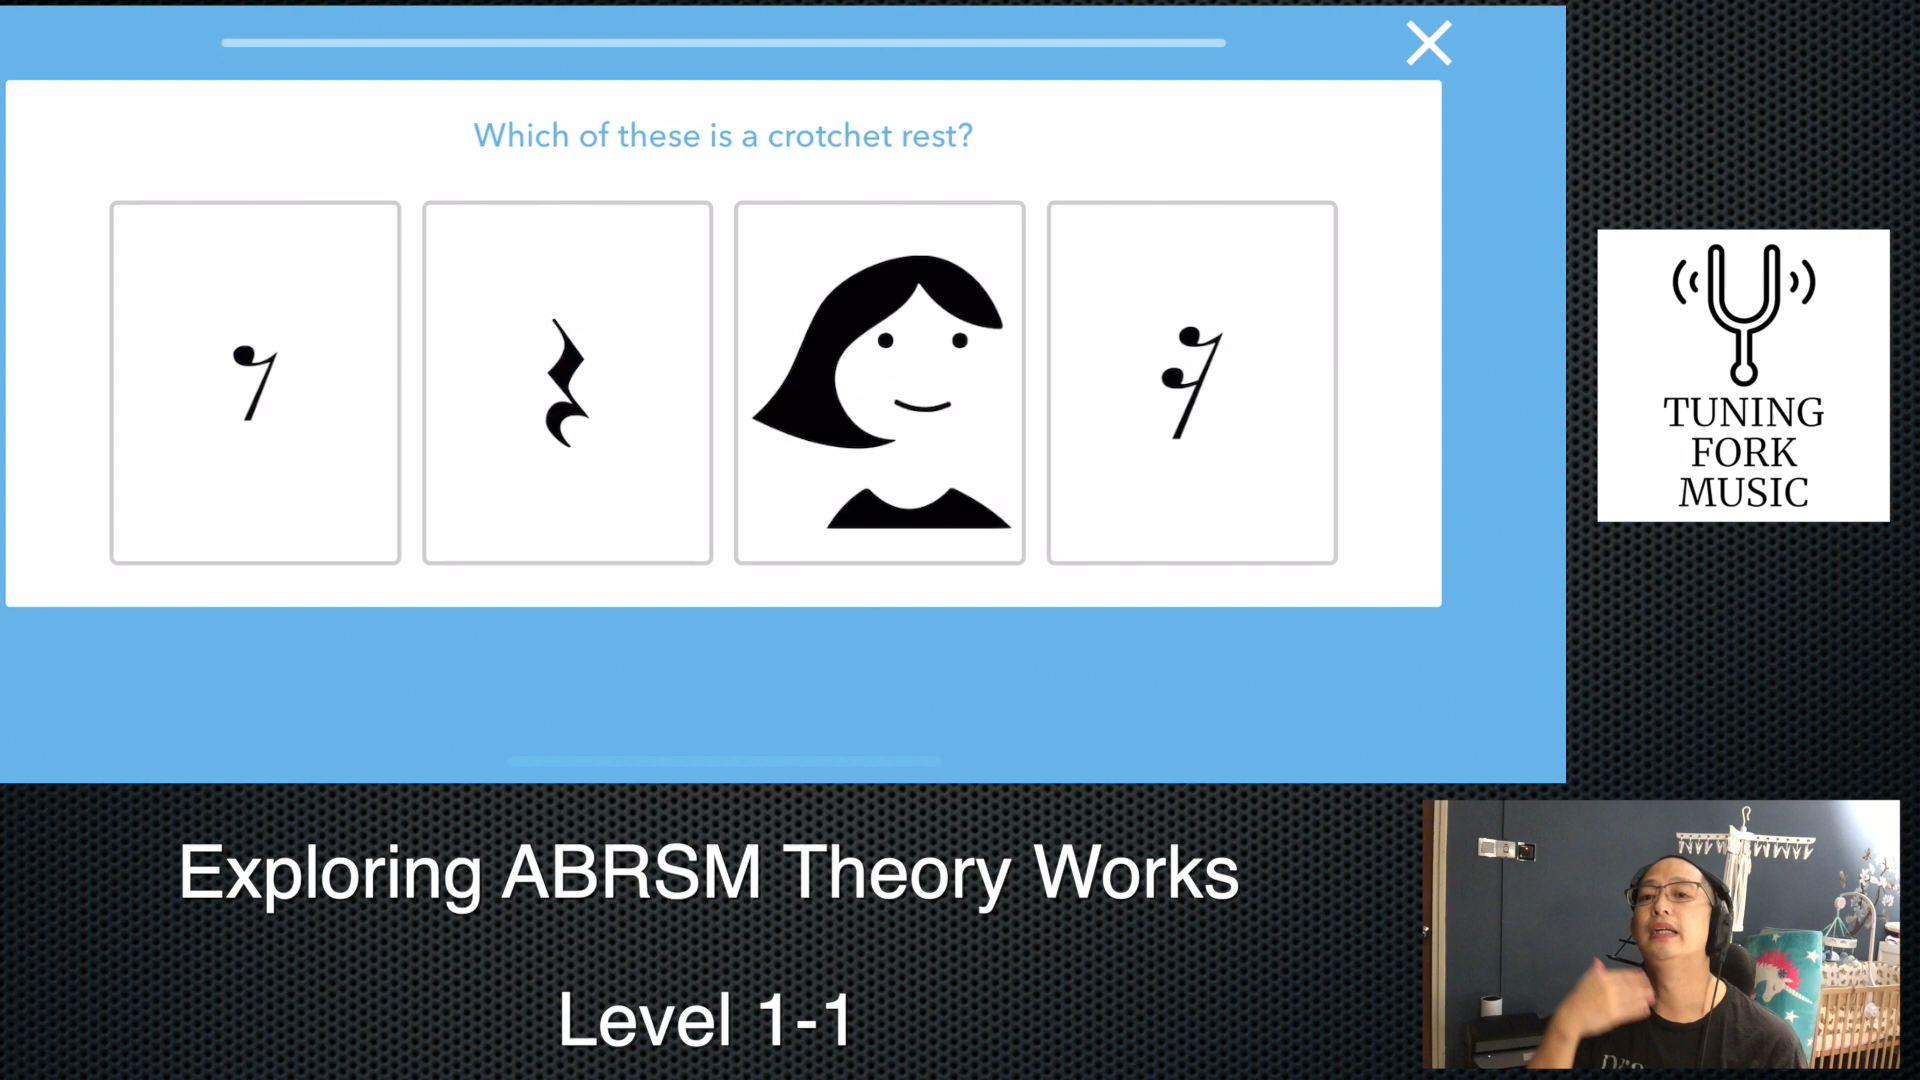 Which of these is a crotchet rest?
TUNING
FORK
MUSIC
Exploring ABRSM Theory Works
Level 1-1